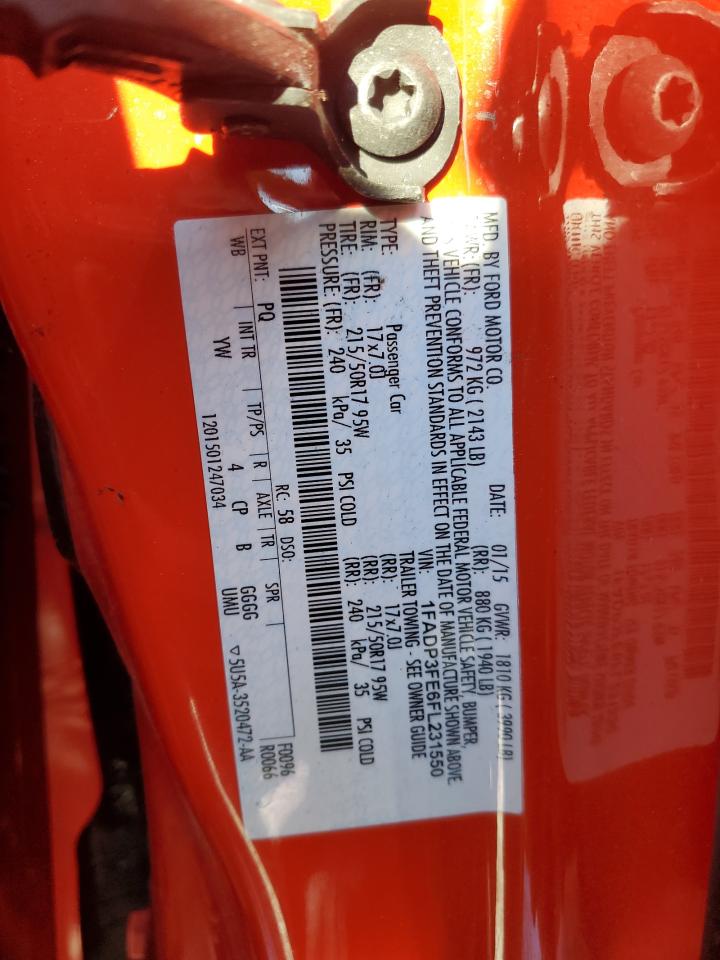 MFD. BY FORD MOTOR CO. DATE: 01/15 GVWR: 1810 KG ( 3990 LB)
(FR): 972 KG ( 2143 LB) (RR): 880 KG ( 1940 LB)
VEHICLE CONFORMS TO ALL APPLICABLE FEDERAL MOTOR VEHICLE SAFETY, BUMPER,
AND THEFT PREVENTION STANDARDS IN EFFECT ON THE DATE OF MANUFACTURE SHOWN ABOVE.
VIN: 1FADP3FE6FL231550
TYPE: Passenger Car TRAILER TOWING - SEE OWNER GUIDE
RIM: (FR): 17x7.0J (RR): 17x7.0J
TIRE: (FR): 215/50R17 95W (RR): 215/50R17 95W
PRESSURE: (FR): 240 kPa/ 35 PSI COLD (RR): 240 kPa/ 35 PSI COLD
F0096
R0066
RC: 58 DSO:
EXT PNT: PQ
WB | INT TR | TP/PS | R | AXLE | TR | SPR
YW 4 CP B GGGG
UMU
1201501247034 ▽5U5A-3520472-AA